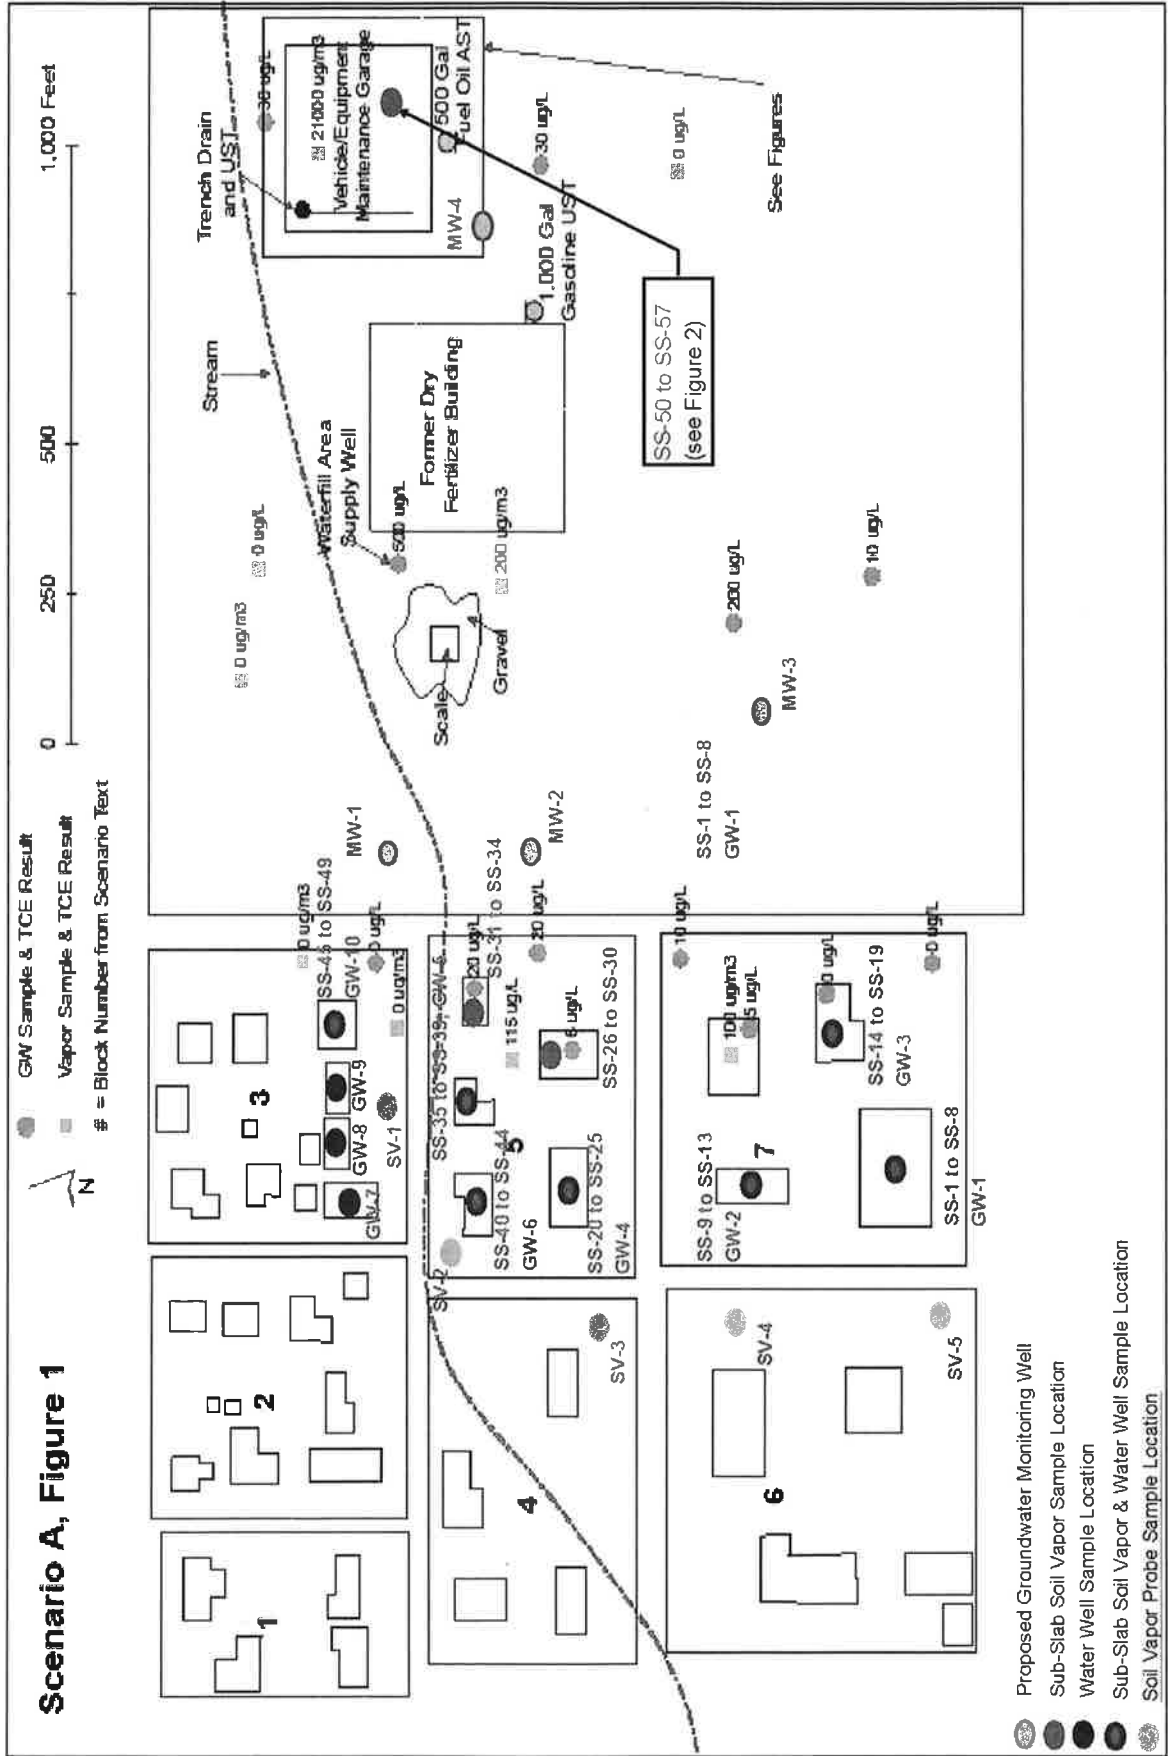 Scenario A, Figure 1
N
GW Sample & TCE Result
Vapor Sample & TCE Result
# = Block Number from Scenario Text
0
250
500
1,000 Feet
1
2
3
0 ug/m3
SS-45 to SS-49
GW-10
0 ug/L
0 ug/m3
GW-9
GW-8
GW-7
SV-1
MW-1
0 ug/m3
0 ug/L
Waterfill Area
Supply Well
500 ug/L
Stream
Trench Drain
and UST
30 ug/L
21000 ug/m3
Vehicle/Equipment
Maintenance Garage
500 Gal
Fuel Oil AST
MW-4
Former Dry
Fertilizer Building
1,000 Gal
Gasoline UST
30 ug/L
0 ug/L
See Figures
Scale
Gravel
200 ug/m3
SS-50 to SS-57
(see Figure 2)
SV-2
SS-35 to SS-39, GW-5
20 ug/L
SS-31 to SS-34
20 ug/L
MW-2
115 ug/L
SS-40 to SS-44
5
GW-6
SS-20 to SS-25
GW-4
SS-26 to SS-30
4
SV-3
SS-1 to SS-8
GW-1
MW-3
200 ug/L
10 ug/L
10 ug/L
100 ug/m3
5 ug/L
0 ug/L
0 ug/L
SS-9 to SS-13
GW-2
7
SS-14 to SS-19
GW-3
SS-1 to SS-8
GW-1
6
SV-4
SV-5
Proposed Groundwater Monitoring Well
Sub-Slab Soil Vapor Sample Location
Water Well Sample Location
Sub-Slab Soil Vapor & Water Well Sample Location
Soil Vapor Probe Sample Location